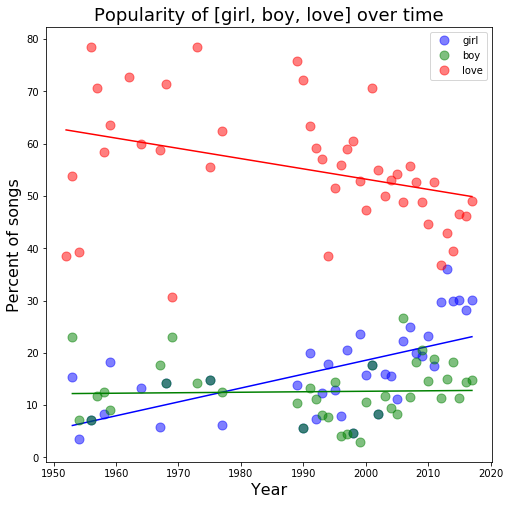 Popularity of [girl, boy, love] over time
girl
boy
love
Percent of songs
80
70
60
50
40
30
20
10
0
1950 1960 1970 1980 1990 2000 2010 2020
Year